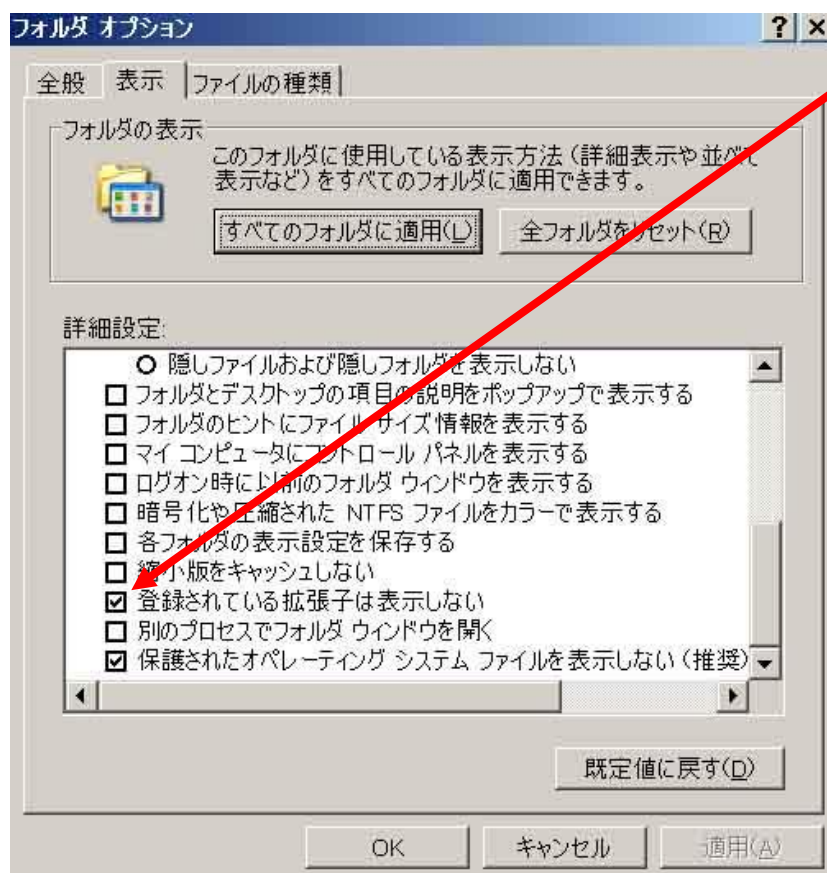 フォルダ オプション
全般 表示 ファイルの種類
フォルダの表示
このフォルダに使用している表示方法(詳細表示や並べて
表示など)をすべてのフォルダに適用できます。
すべてのフォルダに適用(L) 全フォルダをリセット(R)
詳細設定:
隠しファイルおよび隠しフォルダを表示しない
フォルダとデスクトップの項目の説明をポップアップで表示する
フォルダのヒントにファイル サイズ情報を表示する
マイ コンピュータにコントロール パネルを表示する
ログオン時に以前のフォルダ ウィンドウを表示する
暗号化や圧縮された NTFS ファイルをカラーで表示する
各フォルダの表示設定を保存する
縮小版をキャッシュしない
登録されている拡張子は表示しない
別のプロセスでフォルダ ウィンドウを開く
保護されたオペレーティング システム ファイルを表示しない(推奨)
既定値に戻す(D)
OK キャンセル 適用(A)